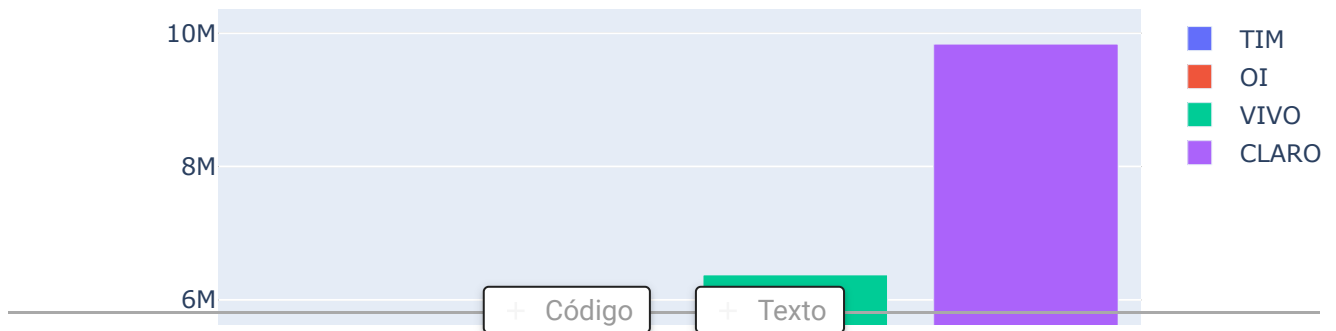 10M
TIM
OI
VIVO
CLARO
8M
6M
+ Código
+ Texto